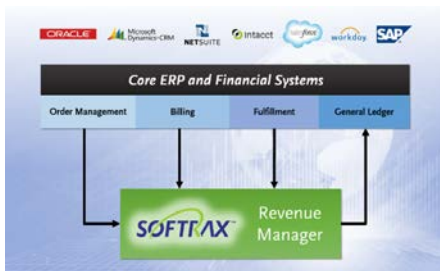 ORACLE Microsoft Dynamics CRM NETSUITE Intacct workday SAP
Core ERP and Financial Systems
Order Management Billing Fulfillment General Ledger
SOFTRAX™ Revenue Manager